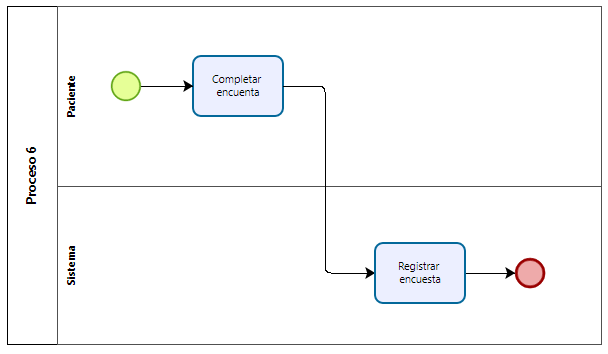 Proceso 6
Paciente
Completar
encuenta
Sistema
Registrar
encuesta